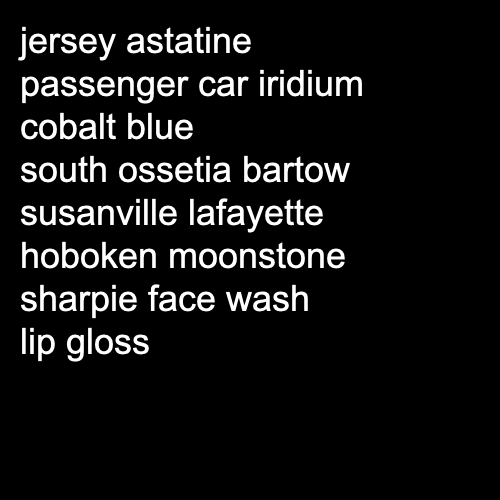 jersey astatine
passenger car iridium
cobalt blue
south ossetia bartow
susanville lafayette
hoboken moonstone
sharpie face wash
lip gloss